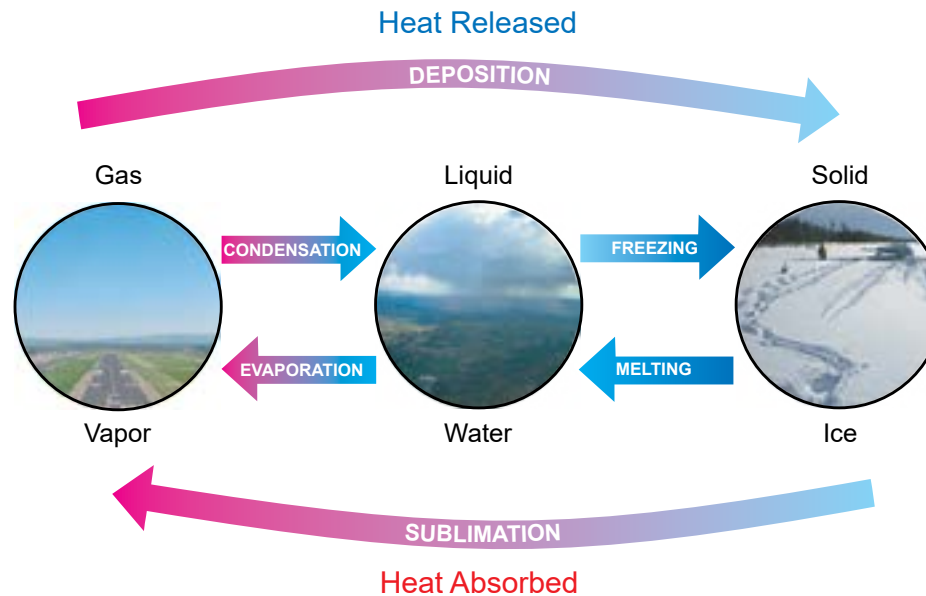 Heat Released
DEPOSITION
Gas
Liquid
Solid
CONDENSATION
FREEZING
EVAPORATION
MELTING
Vapor
Water
Ice
SUBLIMATION
Heat Absorbed